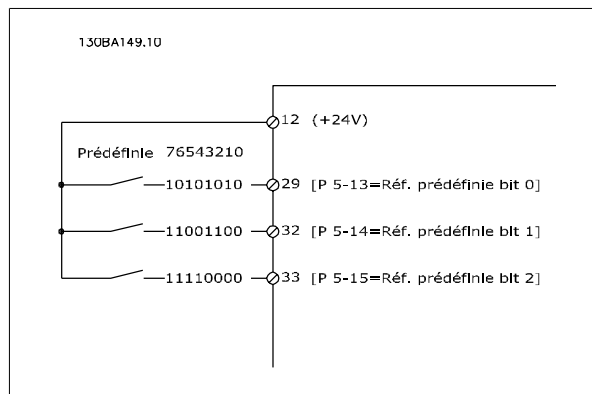 130BA149.10
12 (+24V)
Prédéfinie 76543210
10101010 29 [P 5-13=Réf. prédéfinie bit 0]
11001100 32 [P 5-14=Réf. prédéfinie bit 1]
11110000 33 [P 5-15=Réf. prédéfinie bit 2]